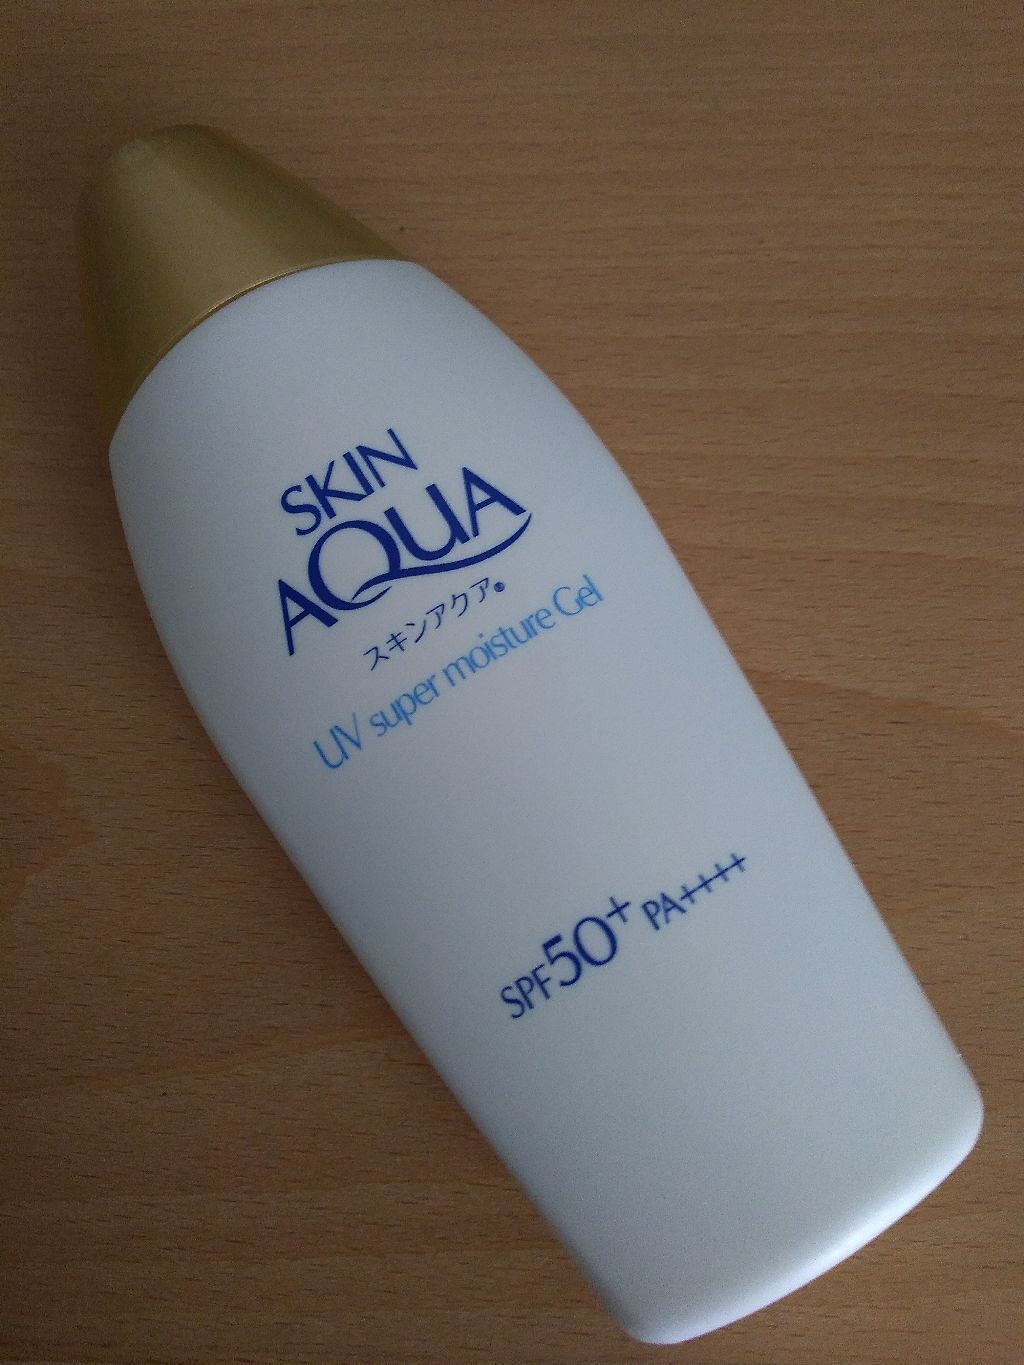 SKIN
AQUA
スキンアクア®
UV super moisture Gel
SPF50+ PA++++